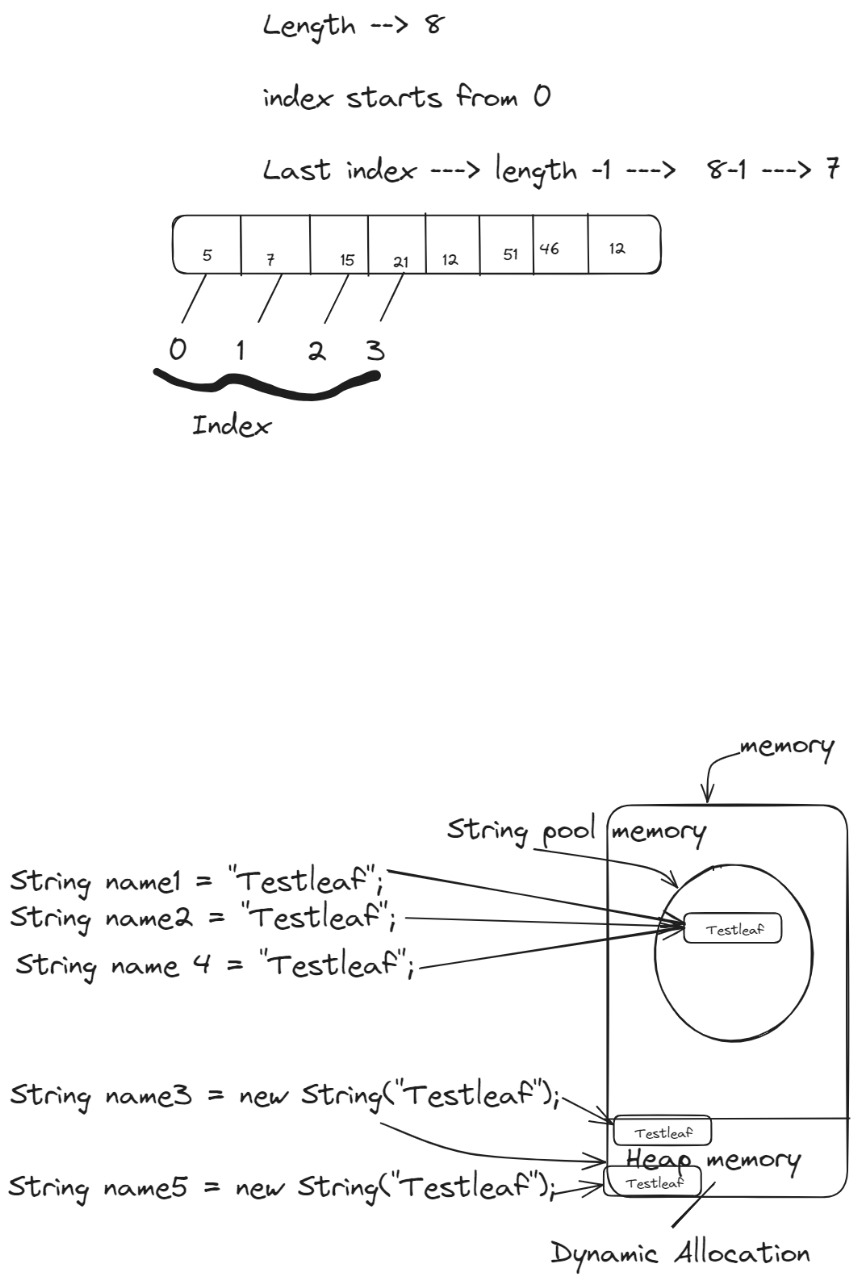 Length --> 8
index starts from 0
Last index ---> length -1 ---> 8-1 ---> 7
5 7 15 21 12 51 46 12
0 1 2 3
Index
memory
String pool memory
String name1 = "Testleaf";
String name2 = "Testleaf";
Testleaf
String name 4 = "Testleaf";
String name3 = new String("Testleaf");
Testleaf
Heap memory
String name5 = new String("Testleaf");
Testleaf
Dynamic Allocation